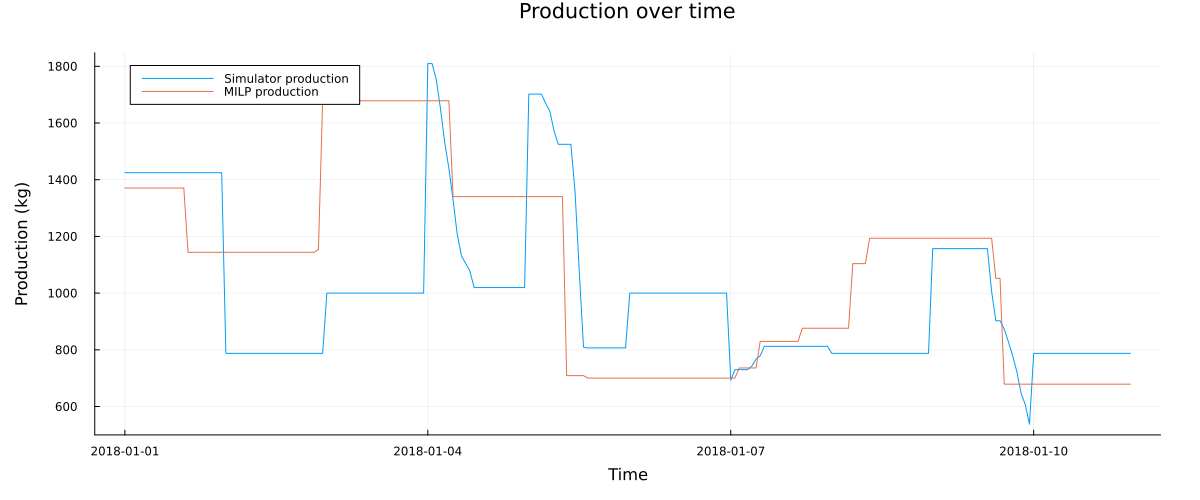 Production over time
Simulator production
MILP production
1800
1600
1400
1200
1000
800
600
Production (kg)
2018-01-01
2018-01-04
2018-01-07
2018-01-10
Time